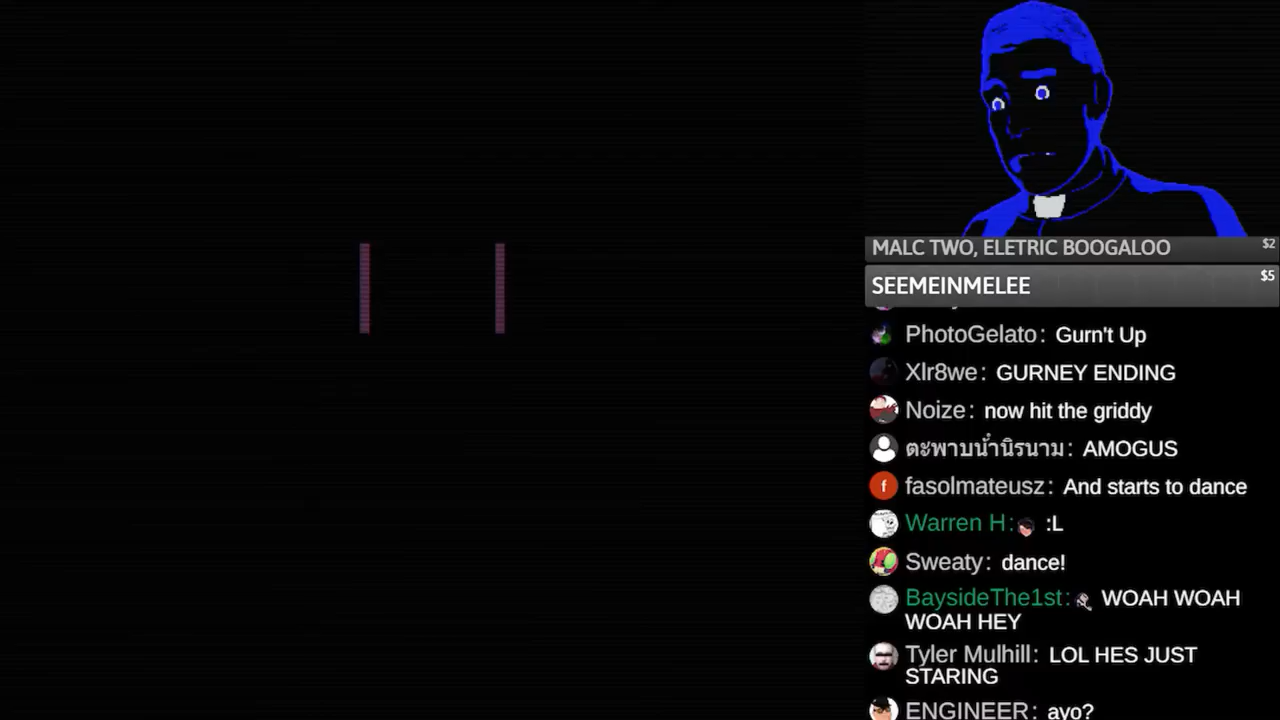 MALC TWO, ELETRIC BOOGALOO $2
SEEMEINMELEE $5
PhotoGelato: Gurn't Up
Xlr8we: GURNEY ENDING
Noize: now hit the griddy
ตะพาบน้ำนิรนาม: AMOGUS
f fasolmateusz: And starts to dance
Warren H: :L
Sweaty: dance!
BaysideThe1st: WOAH WOAH
WOAH HEY
Tyler Mulhill: LOL HES JUST
STARING
ENGINEER: ayo?